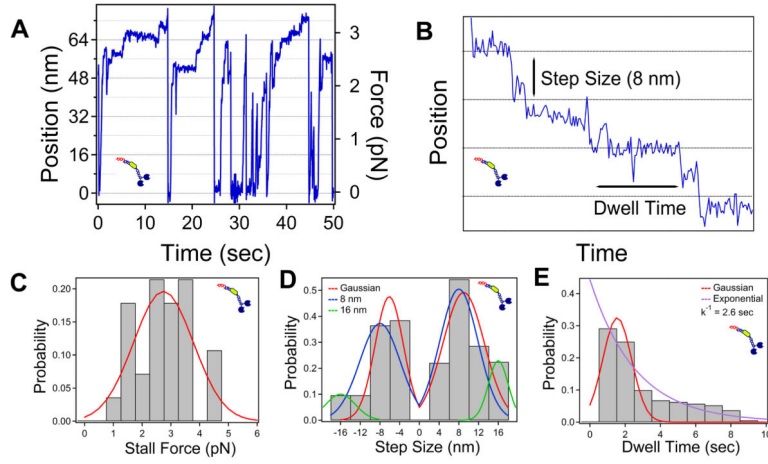 A
Position (nm)
64
48
32
16
0
3
2
1
0
Force (pN)
0 10 20 30 40 50
Time (sec)
B
Position
Step Size (8 nm)
Dwell Time
Time
C
Probability
0.20
0.15
0.10
0.05
0.00
0 1 2 3 4 5 6
Stall Force (pN)
D
Gaussian
8 nm
16 nm
Probability
0.5
0.4
0.3
0.2
0.1
0.0
-16 -12 -8 -4 0 4 8 12 16
Step Size (nm)
E
Gaussian
Exponential
k⁻¹ = 2.6 sec
Probability
0.5
0.4
0.3
0.2
0.1
0.0
0 2 4 6 8 10
Dwell Time (sec)